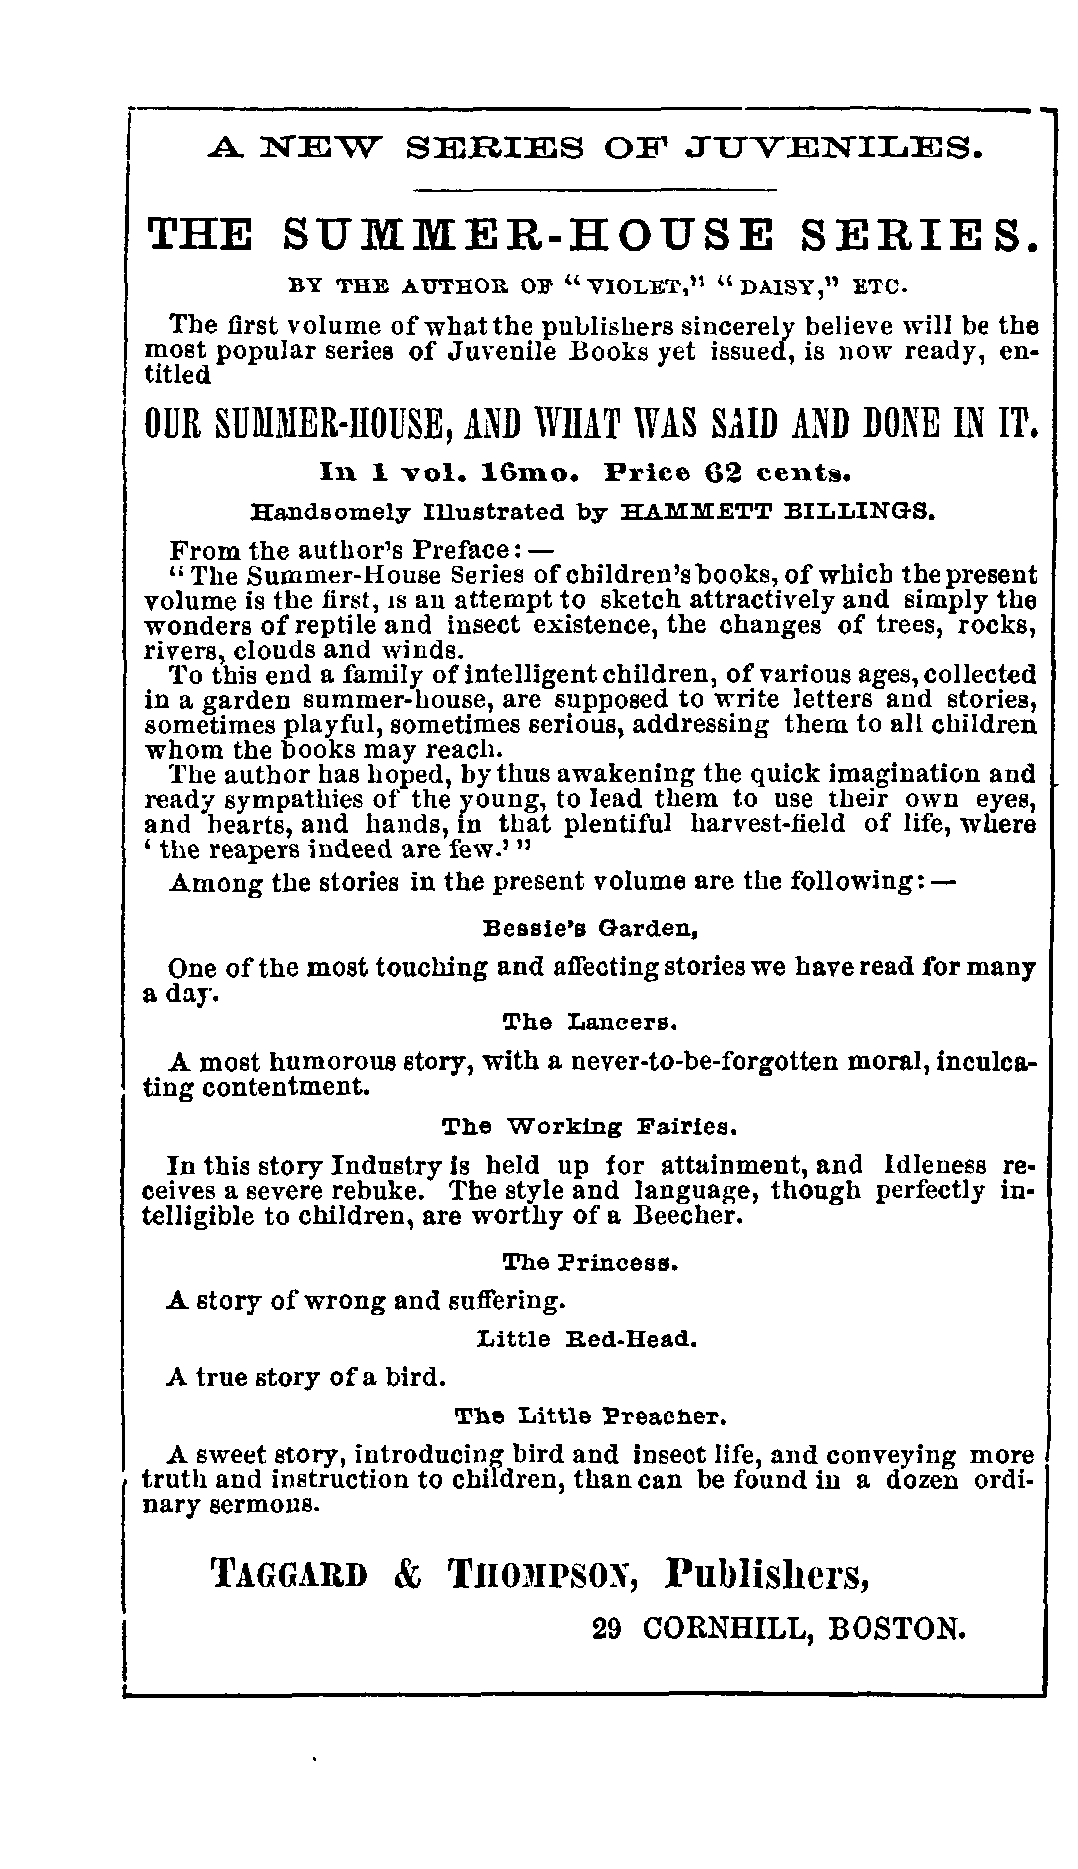 A NEW SERIES OF JUVENILES.
THE SUMMER-HOUSE SERIES.
BY THE AUTHOR OF “VIOLET,” “DAISY,” ETC.
The first volume of what the publishers sincerely believe will be the
most popular series of Juvenile Books yet issued, is now ready, en-
titled
OUR SUMMER-HOUSE, AND WHAT WAS SAID AND DONE IN IT.
In 1 vol. 16mo. Price 62 cents.
Handsomely Illustrated by HAMMETT BILLINGS.
From the author's Preface: —
“The Summer-House Series of children's books, of which the present
volume is the first, is an attempt to sketch attractively and simply the
wonders of reptile and insect existence, the changes of trees, rocks,
rivers, clouds and winds.
To this end a family of intelligent children, of various ages, collected
in a garden summer-house, are supposed to write letters and stories,
sometimes playful, sometimes serious, addressing them to all children
whom the books may reach.
The author has hoped, by thus awakening the quick imagination and
ready sympathies of the young, to lead them to use their own eyes,
and hearts, and hands, in that plentiful harvest-field of life, where
‘the reapers indeed are few.’”
Among the stories in the present volume are the following: —
Bessie's Garden,
One of the most touching and affecting stories we have read for many
a day.
The Lancers.
A most humorous story, with a never-to-be-forgotten moral, inculca-
ting contentment.
The Working Fairies.
In this story Industry is held up for attainment, and Idleness re-
ceives a severe rebuke. The style and language, though perfectly in-
telligible to children, are worthy of a Beecher.
The Princess.
A story of wrong and suffering.
Little Red-Head.
A true story of a bird.
The Little Preacher.
A sweet story, introducing bird and insect life, and conveying more
truth and instruction to children, than can be found in a dozen ordi-
nary sermons.
TAGGARD & THOMPSON, Publishers,
29 CORNHILL, BOSTON.